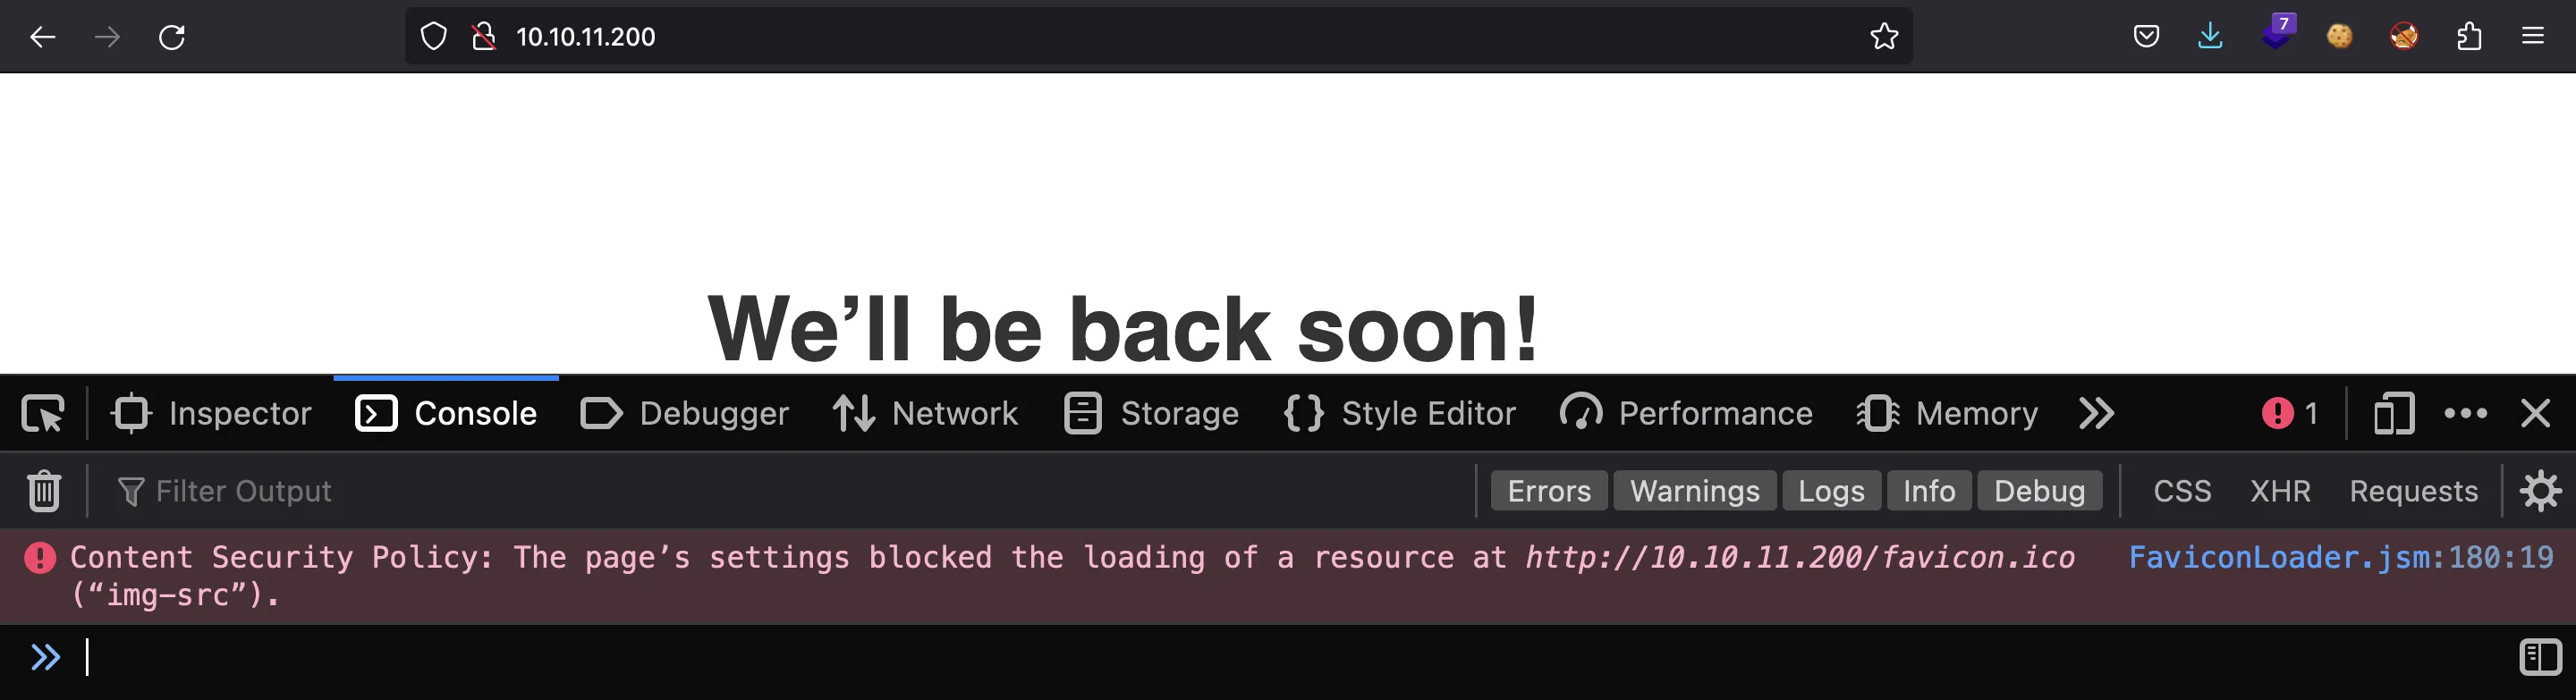 10.10.11.200
7
We’ll be back soon!
Inspector Console Debugger Network Storage Style Editor Performance Memory 1
Filter Output Errors Warnings Logs Info Debug CSS XHR Requests
Content Security Policy: The page’s settings blocked the loading of a resource at http://10.10.11.200/favicon.ico FaviconLoader.jsm:180:19
(“img-src”).